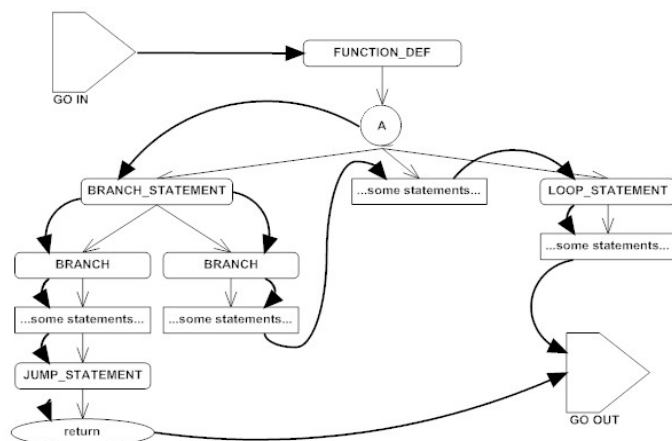 FUNCTION_DEF
GO IN
A
BRANCH_STATEMENT
...some statements...
LOOP_STATEMENT
...some statements...
BRANCH
BRANCH
...some statements...
...some statements...
JUMP_STATEMENT
GO OUT
return